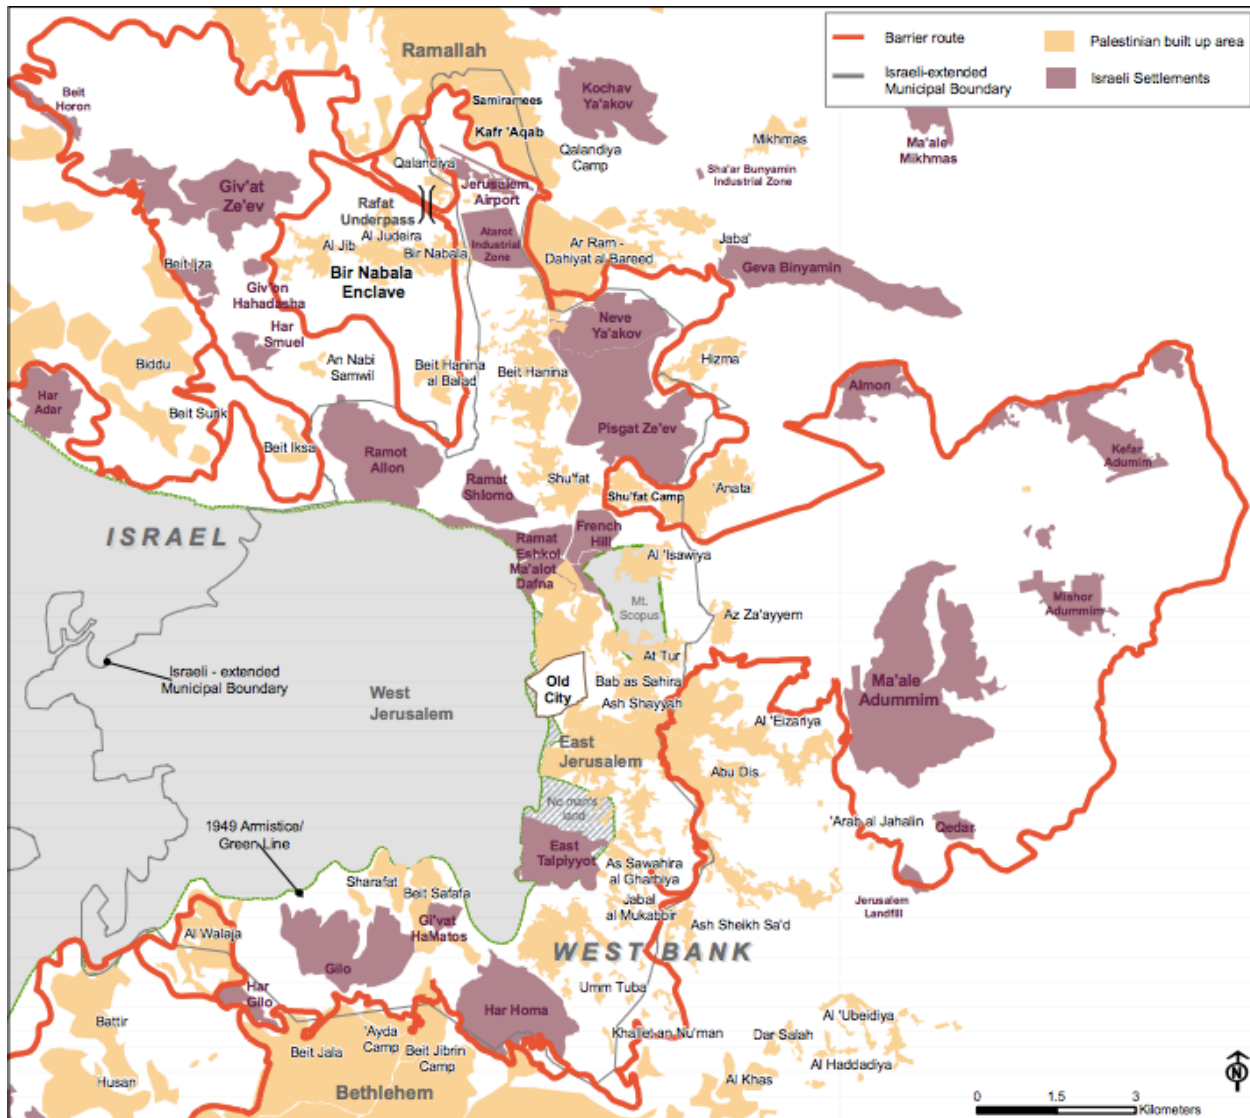 Ramallah
Barrier route
Palestinian built up area
Israeli-extended
Municipal Boundary
Israeli Settlements
Beit
Horon
Samiramees
Kochav
Ya'akov
Kafr 'Aqab
Mikhmas
Ma'ale
Mikhmas
Qalandiya
Qalandiya
Camp
Sha'ar Bunyamin
Industrial Zone
Giv'at
Ze'ev
Jerusalem
Airport
Rafat
Underpass
Al Judeira
Al Jib
Bir Nabala
Atarot
Industrial
Zone
Ar Ram -
Dahiyat al Bareed
Jaba'
Geva Binyamin
Beit Ijza
Bir Nabala
Enclave
Giv'on
Hahadasha
Har
Smuel
Neve
Ya'akov
Biddu
An Nabi
Samwil
Beit Hanina
al Balad
Beit Hanina
Hizma
Har
Adar
Almon
Beit Surik
Beit Iksa
Ramot
Allon
Pisgat Ze'ev
Kefar
Adumim
Ramat
Shlomo
Shu'fat
Shu'fat Camp
'Anata
ISRAEL
French
Hill
Ramat
Eshkol
Ma'alot
Dafna
Al 'Isawiya
Mt.
Scopus
Mishor
Adummim
Az Za'ayyem
Israeli - extended
Municipal Boundary
At Tur
Old
City
Bab as Sahira
Ash Shayyah
Ma'ale
Adummim
West
Jerusalem
Al 'Eizariya
East
Jerusalem
Abu Dis
No man's
land
1949 Armistice/
Green Line
'Arab al Jahalin
Qedar
East
Talpiyyot
As Sawahira
al Gharbiya
Sharafat
Beit Safafa
Jabal
al Mukabbir
Jerusalem
Landfill
Gi'vat
HaMatos
Ash Sheikh Sa'd
Al Walaja
WEST BANK
Gilo
Har
Gilo
Umm Tuba
Har Homa
Battir
Al 'Ubeidiya
'Ayda
Camp
Khallet an Nu'man
Dar Salah
Beit Jala
Beit Jibrin
Camp
Al Haddadiya
Husan
Bethlehem
Al Khas
N
0 1.5 3
Kilometers